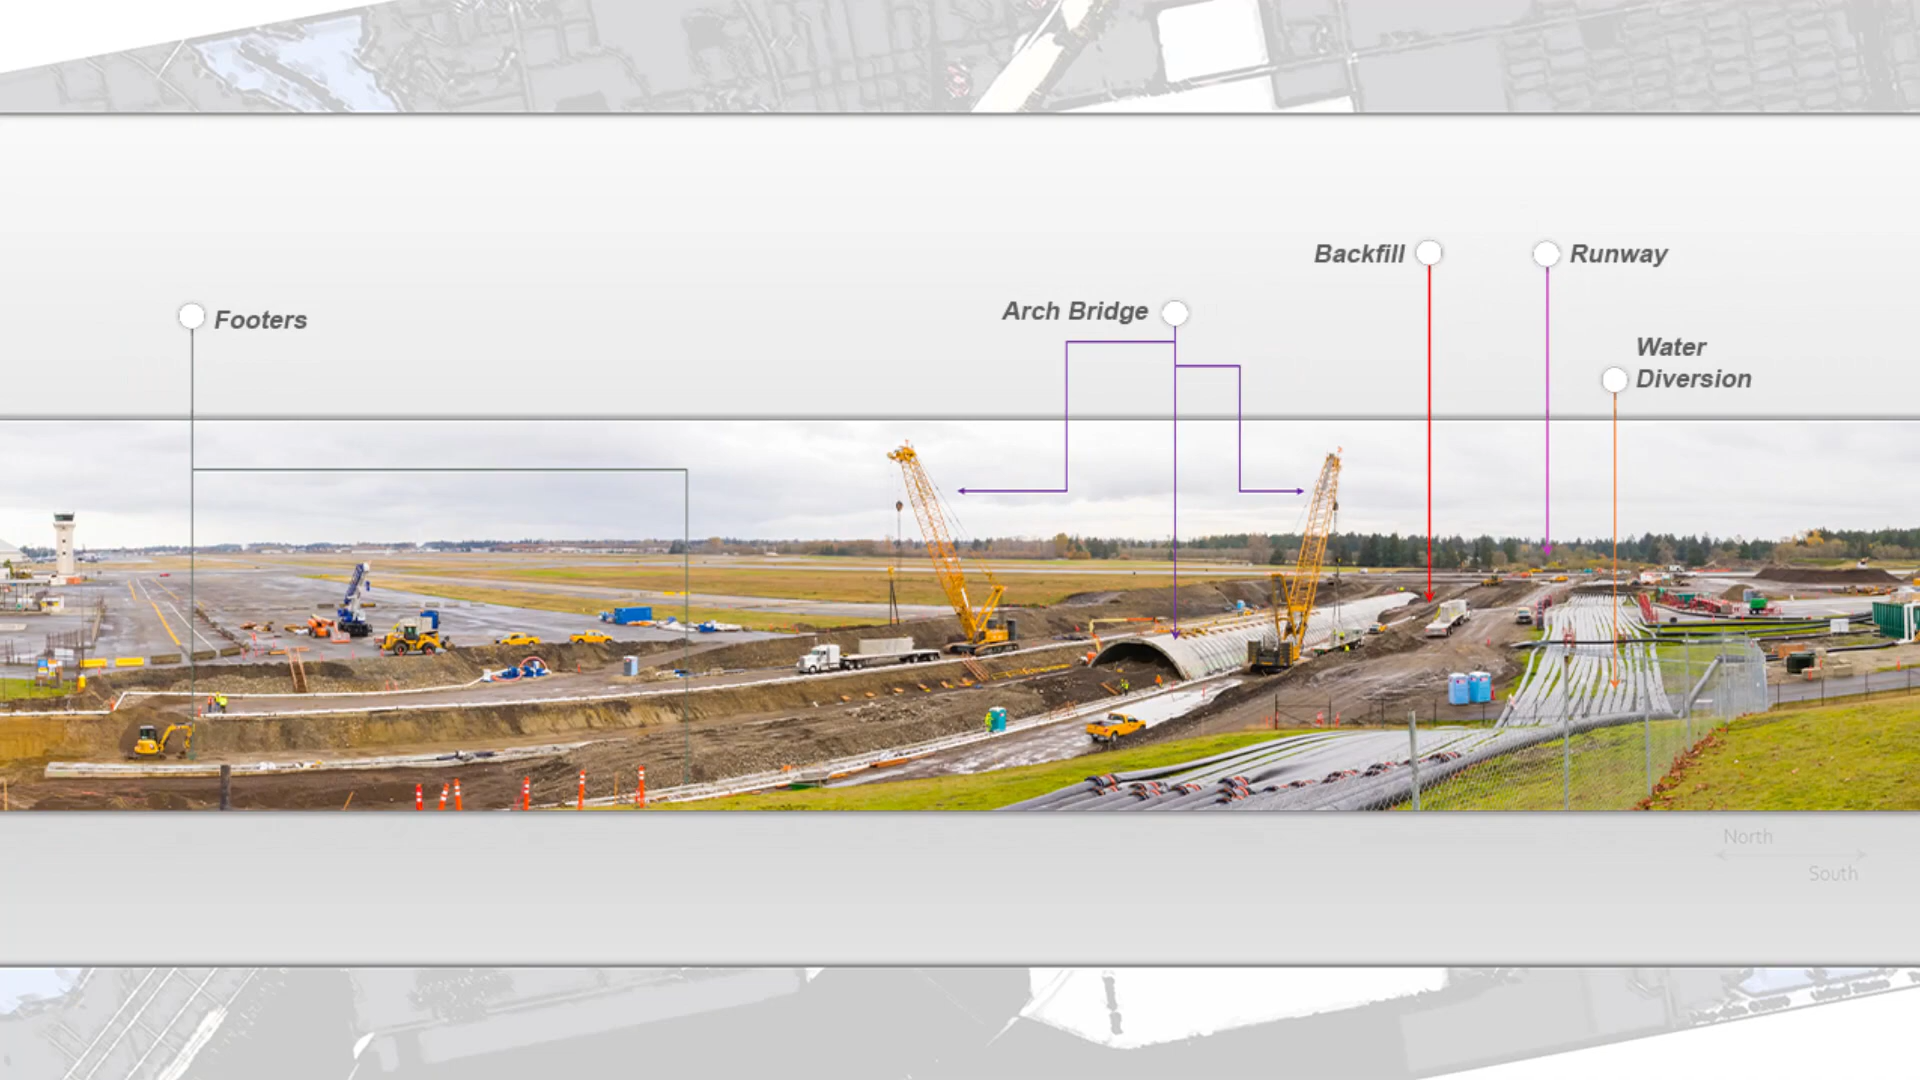 Backfill
Runway
Arch Bridge
Footers
Water
Diversion
North
South